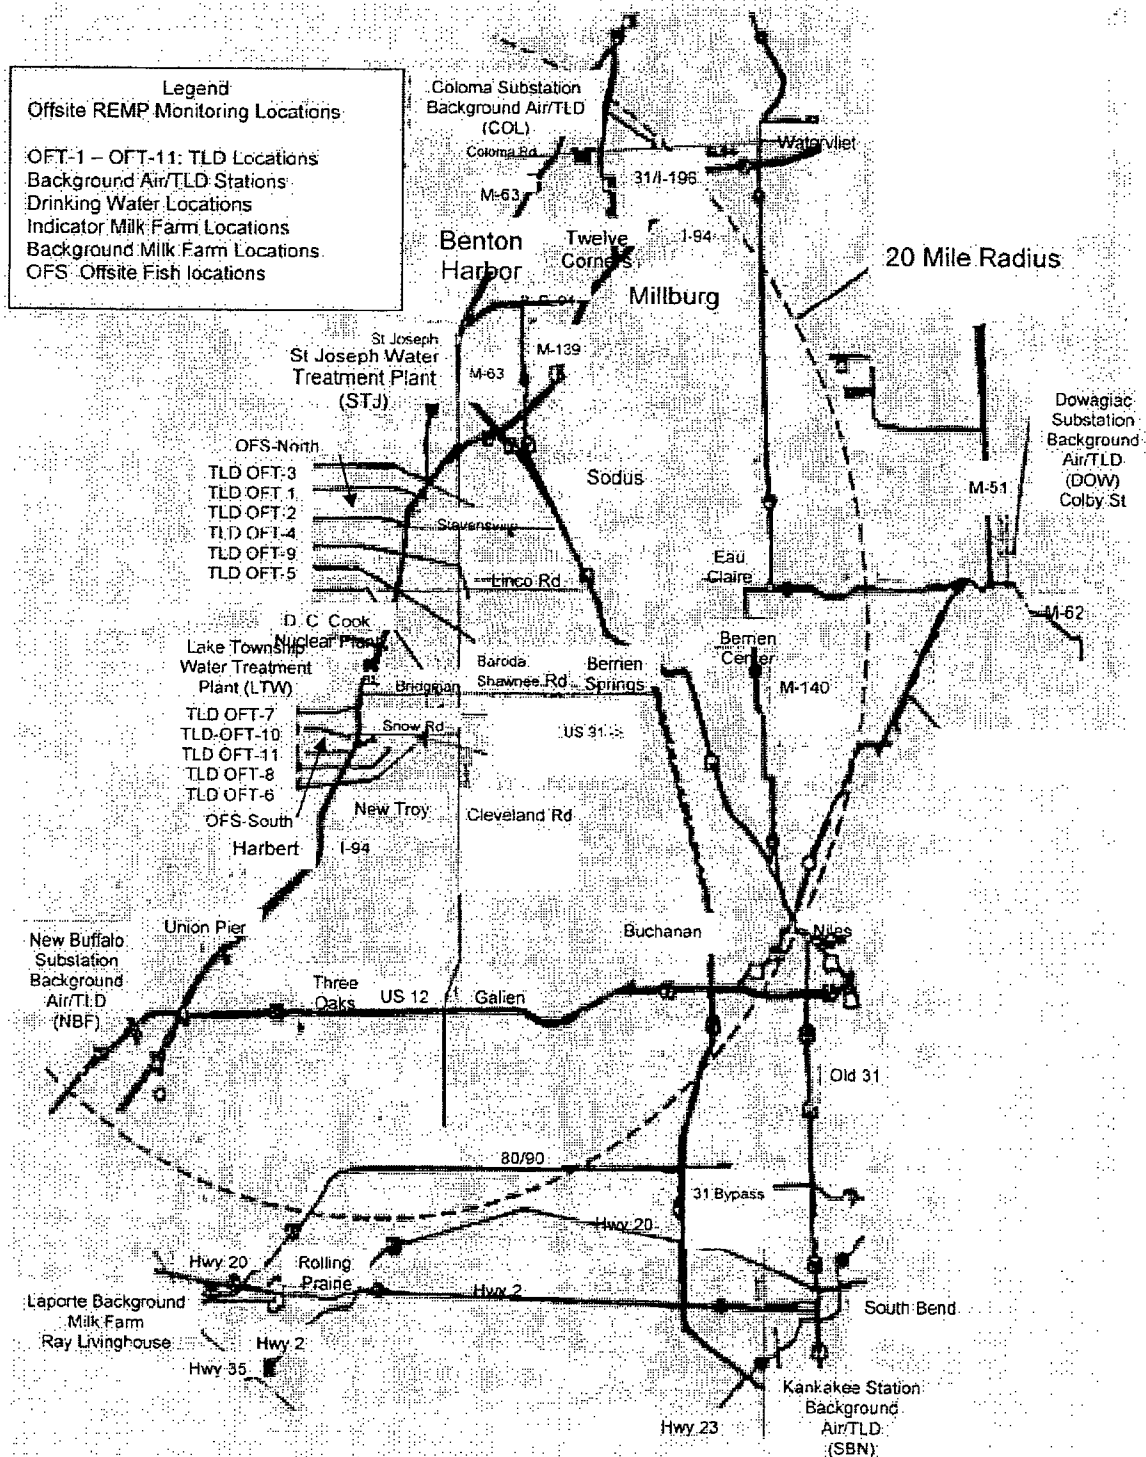 Legend
Offsite REMP Monitoring Locations
OFT-1 – OFT-11: TLD Locations
Background Air/TLD Stations
Drinking Water Locations
Indicator Milk Farm Locations
Background Milk Farm Locations
OFS Offsite Fish locations
Coloma Substation
Background Air/TLD
(COL)
Coloma Rd
Watervliet
31/I-196
M-63
Benton
Harbor
Twelve
Corners
I-94
20 Mile Radius
Millburg
St Joseph
St Joseph Water
Treatment Plant
(STJ)
M-139
M-63
Dowagiac
Substation
Background
Air/TLD
(DOW)
Colby St
M-51
OFS-North
TLD OFT-3
TLD OFT 1
TLD OFT-2
TLD OFT-4
TLD OFT-9
TLD OFT-5
Sodus
Stevensville
Linco Rd
Eau
Claire
M-62
D. C. Cook
Nuclear Plant
Lake Township
Water Treatment
Plant (LTW)
Baroda
Shawnee Rd
Bridgman
Berrien
Springs
Berrien
Center
M-140
TLD OFT-7
TLD-OFT-10
TLD OFT-11
TLD OFT-8
TLD OFT-6
Snow Rd
US 31
OFS-South
New Troy
Cleveland Rd
Harbert
I-94
Union Pier
Buchanan
Niles
New Buffalo
Substation
Background
Air/TLD
(NBF)
Three
Oaks
US 12
Galien
Old 31
80/90
31 Bypass
Hwy 20
Hwy 20
Rolling
Prairie
Hwy 2
Laporte Background
Milk Farm
Ray Livinghouse
South Bend
Hwy 2
Hwy 35
Kankakee Station
Background
Air/TLD
(SBN)
Hwy 23